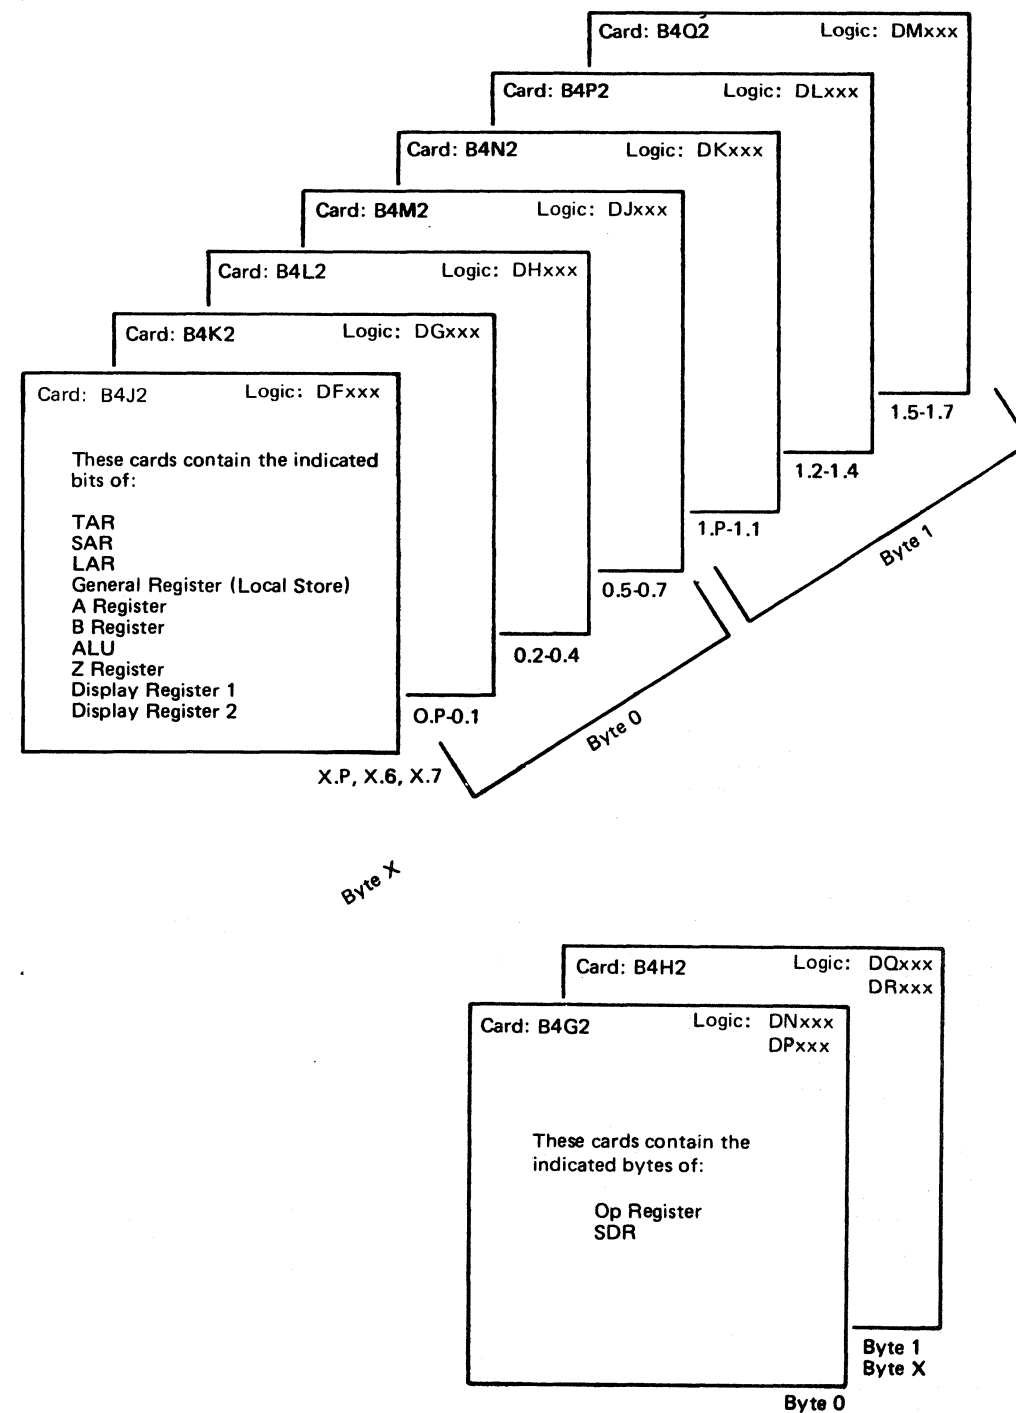 Card: B4Q2 Logic: DMxxx
Card: B4P2 Logic: DLxxx
Card: B4N2 Logic: DKxxx
Card: B4M2 Logic: DJxxx
Card: B4L2 Logic: DHxxx
Card: B4K2 Logic: DGxxx
Card: B4J2 Logic: DFxxx
These cards contain the indicated
bits of:
TAR
SAR
LAR
General Register (Local Store)
A Register
B Register
ALU
Z Register
Display Register 1
Display Register 2
1.5-1.7
1.2-1.4
1.P-1.1
0.5-0.7
0.2-0.4
O.P-0.1
X.P, X.6, X.7
Byte 1
Byte 0
Byte X
Card: B4H2 Logic: DQxxx
DRxxx
Card: B4G2 Logic: DNxxx
DPxxx
These cards contain the
indicated bytes of:
Op Register
SDR
Byte 1
Byte X
Byte 0